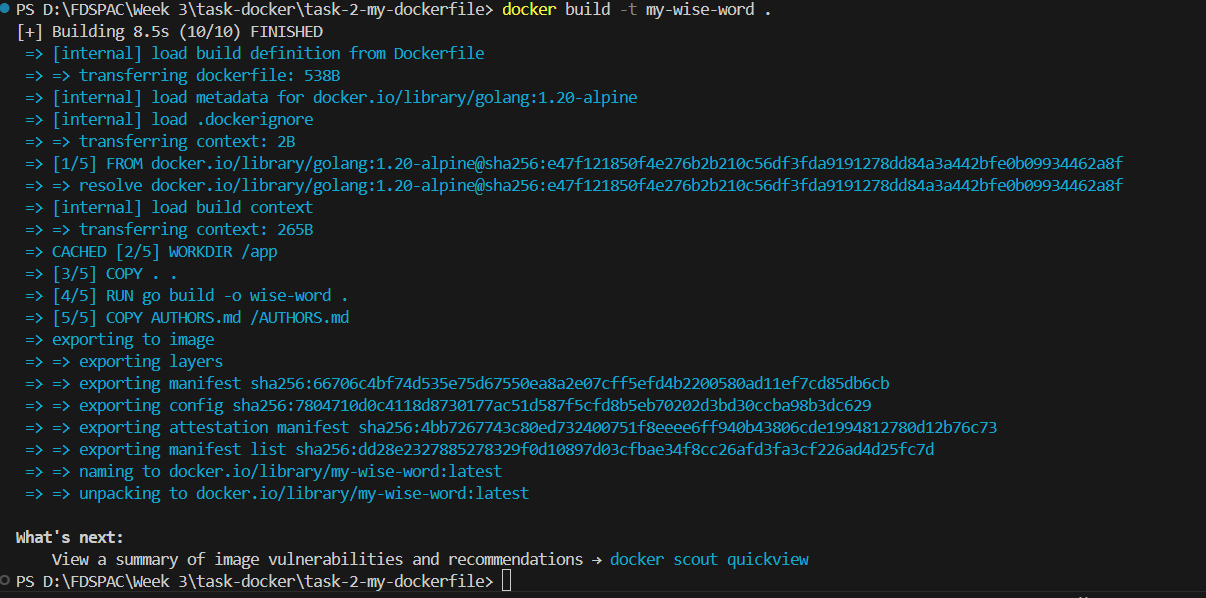 PS D:\FDSPAC\Week 3\task-docker\task-2-my-dockerfile> docker build -t my-wise-word .
[+] Building 8.5s (10/10) FINISHED
=> [internal] load build definition from Dockerfile
=> => transferring dockerfile: 538B
=> [internal] load metadata for docker.io/library/golang:1.20-alpine
=> [internal] load .dockerignore
=> => transferring context: 2B
=> [1/5] FROM docker.io/library/golang:1.20-alpine@sha256:e47f121850f4e276b2b210c56df3fda9191278dd84a3a442bfe0b09934462a8f
=> => resolve docker.io/library/golang:1.20-alpine@sha256:e47f121850f4e276b2b210c56df3fda9191278dd84a3a442bfe0b09934462a8f
=> [internal] load build context
=> => transferring context: 265B
=> CACHED [2/5] WORKDIR /app
=> [3/5] COPY . .
=> [4/5] RUN go build -o wise-word .
=> [5/5] COPY AUTHORS.md /AUTHORS.md
=> exporting to image
=> => exporting layers
=> => exporting manifest sha256:66706c4bf74d535e75d67550ea8a2e07cff5efd4b2200580ad11ef7cd85db6cb
=> => exporting config sha256:7804710d0c4118d8730177ac51d587f5cfd8b5eb70202d3bd30ccba98b3dc629
=> => exporting attestation manifest sha256:4bb7267743c80ed732400751f8eeee6ff940b43806cde1994812780d12b76c73
=> => exporting manifest list sha256:dd28e2327885278329f0d10897d03cfbae34f8cc26afd3fa3cf226ad4d25fc7d
=> => naming to docker.io/library/my-wise-word:latest
=> => unpacking to docker.io/library/my-wise-word:latest
What's next:
View a summary of image vulnerabilities and recommendations → docker scout quickview
PS D:\FDSPAC\Week 3\task-docker\task-2-my-dockerfile>